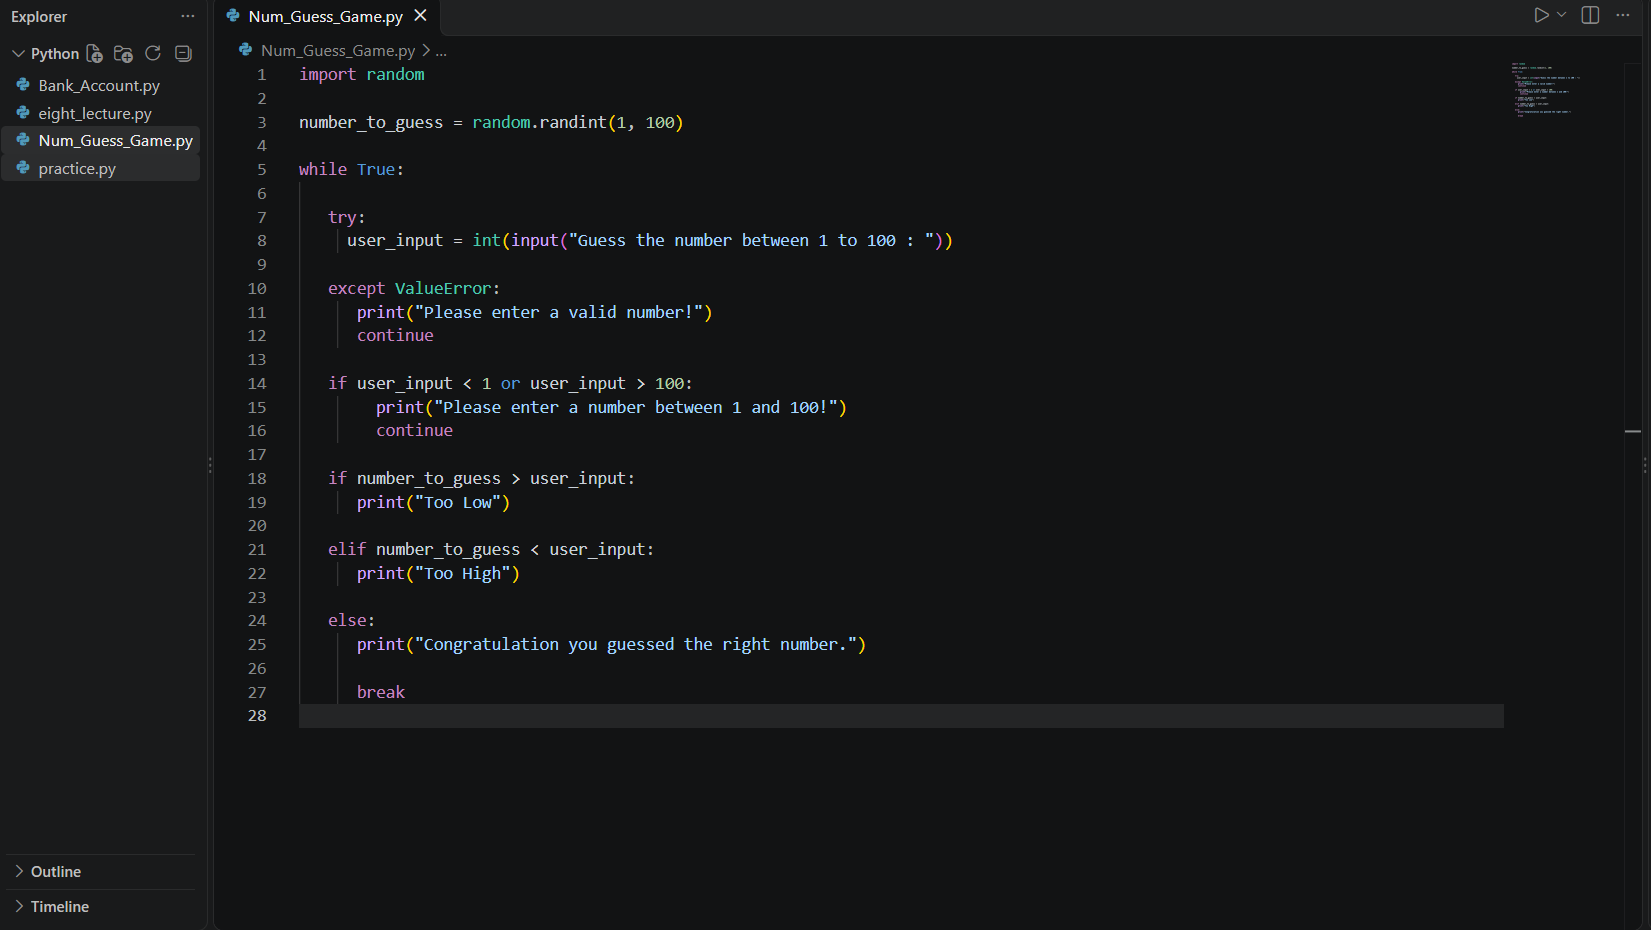 Explorer
Python
Bank_Account.py
eight_lecture.py
Num_Guess_Game.py
practice.py
Outline
Timeline
Num_Guess_Game.py
Num_Guess_Game.py > ...
1 import random
2
3 number_to_guess = random.randint(1, 100)
4
5 while True:
6
7 try:
8 user_input = int(input("Guess the number between 1 to 100 : "))
9
10 except ValueError:
11 print("Please enter a valid number!")
12 continue
13
14 if user_input < 1 or user_input > 100:
15 print("Please enter a number between 1 and 100!")
16 continue
17
18 if number_to_guess > user_input:
19 print("Too Low")
20
21 elif number_to_guess < user_input:
22 print("Too High")
23
24 else:
25 print("Congratulation you guessed the right number.")
26
27 break
28